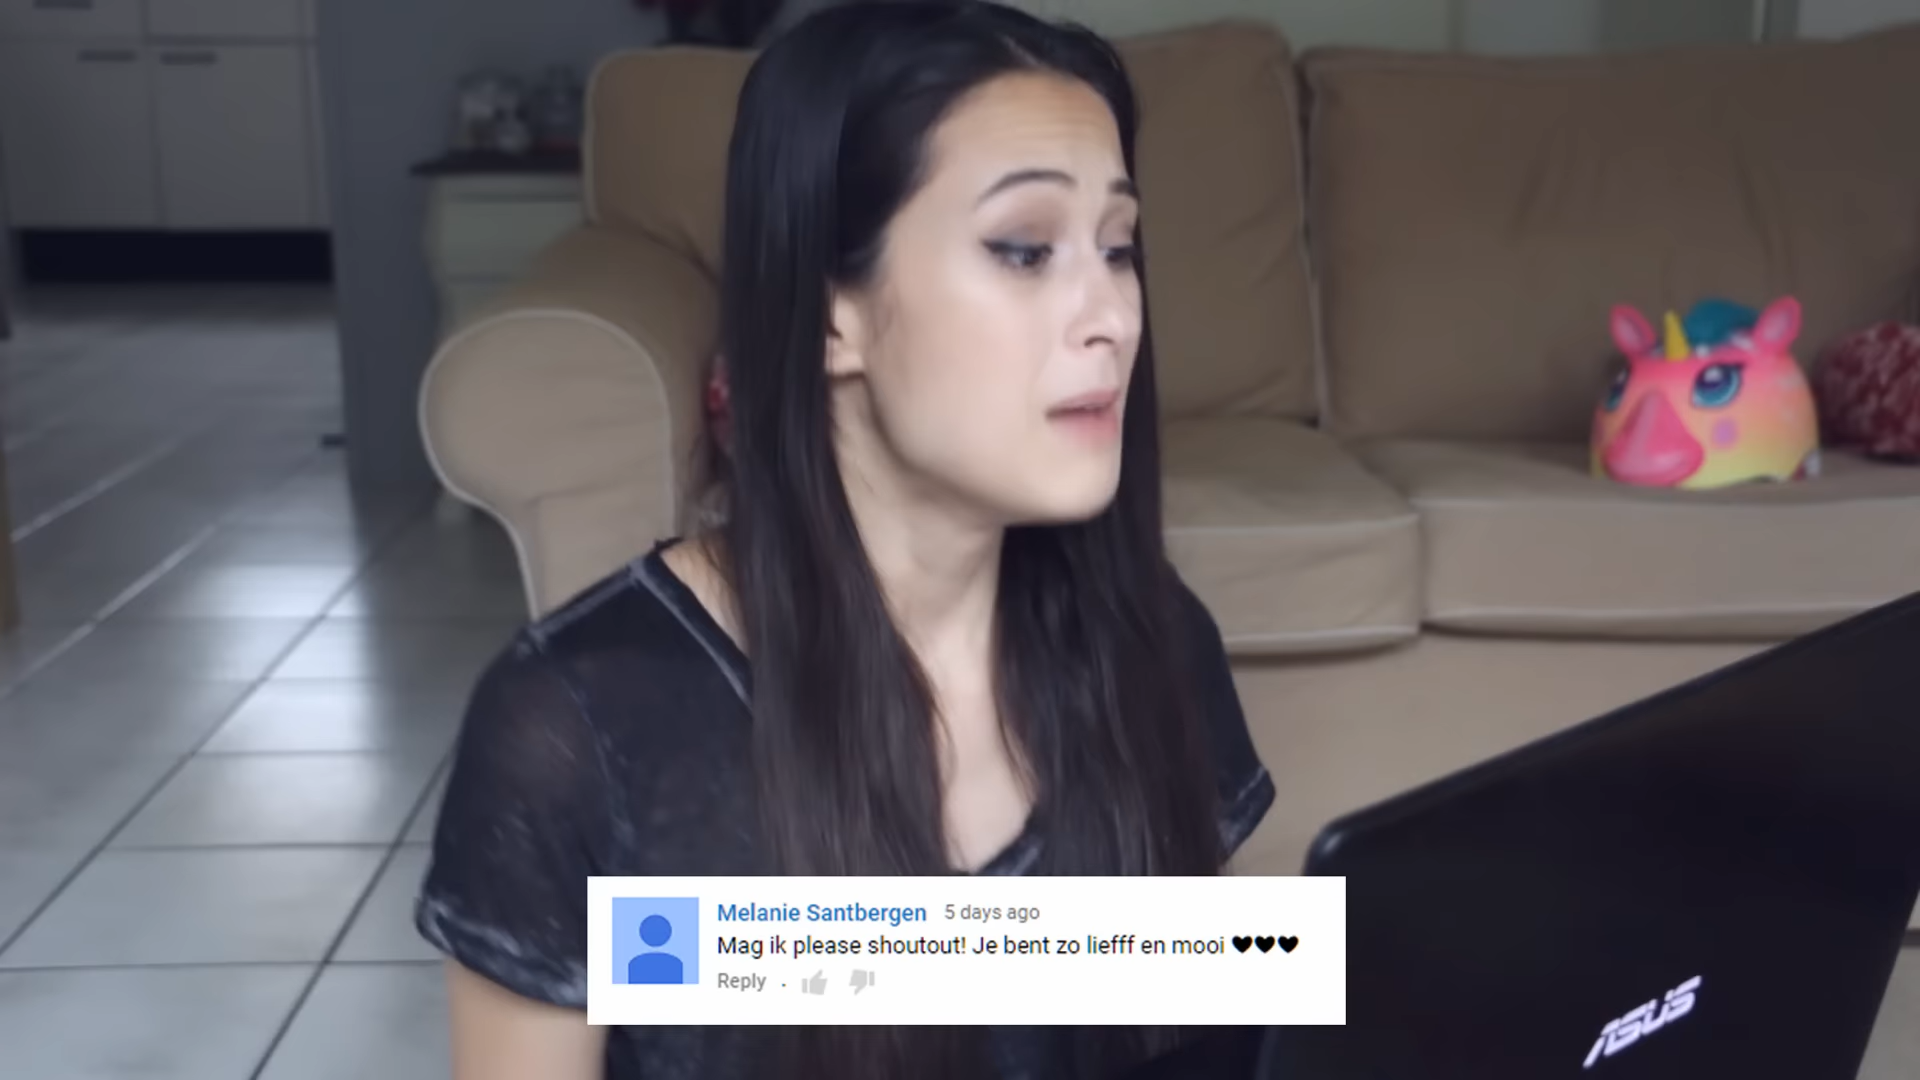 Melanie Santbergen 5 days ago
Mag ik please shoutout! Je bent zo liefff en mooi ♥♥♥
Reply .
ASUS